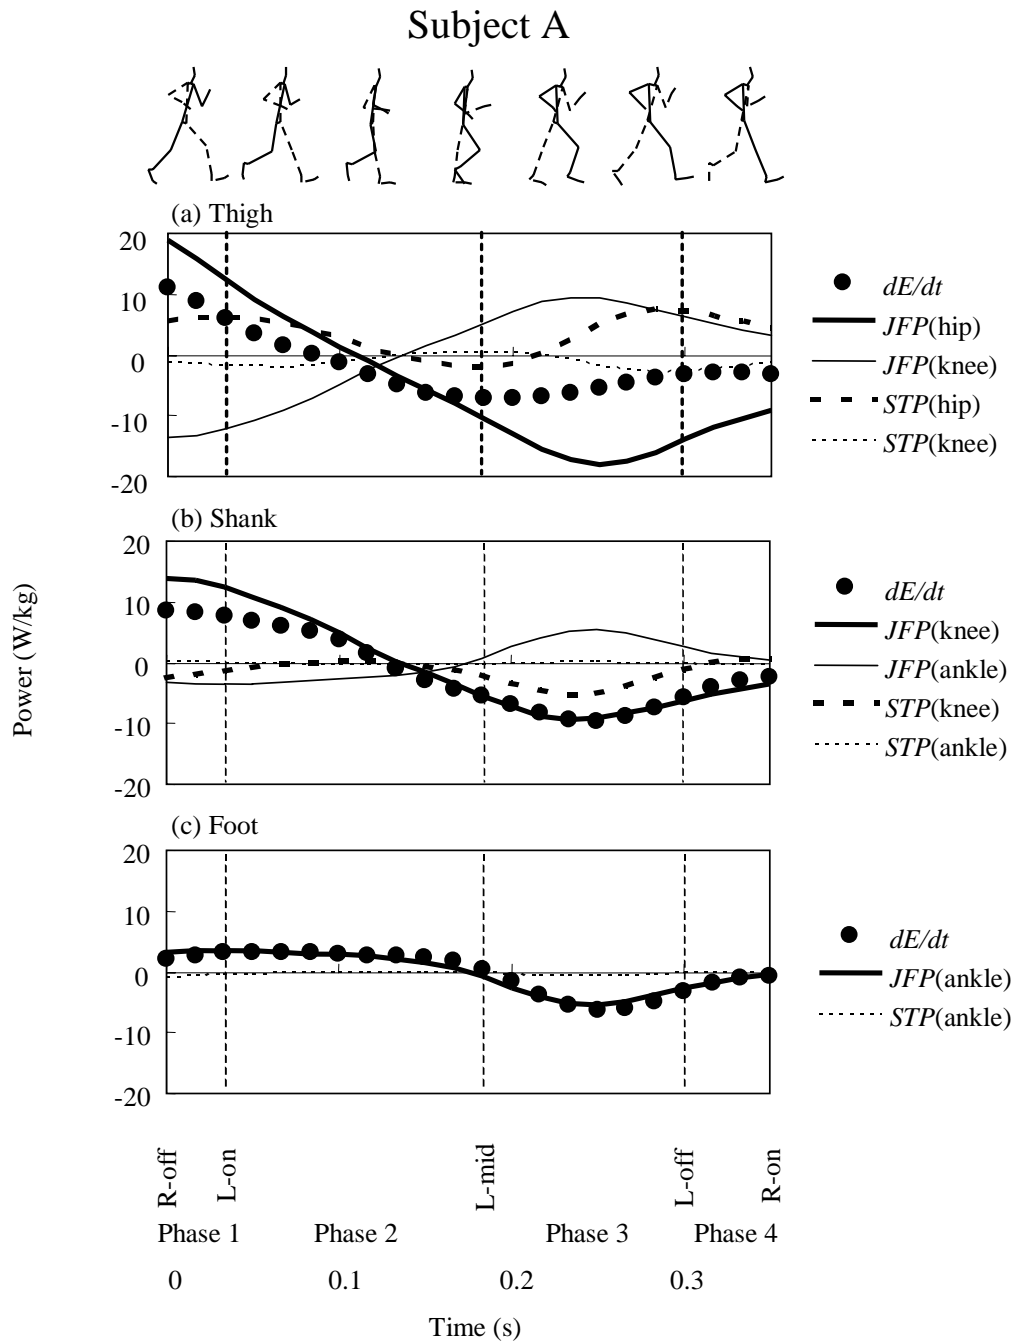 Subject A
(a) Thigh
20
10
0
-10
-20
dE/dt
JFP(hip)
JFP(knee)
STP(hip)
STP(knee)
(b) Shank
20
10
0
-10
-20
dE/dt
JFP(knee)
JFP(ankle)
STP(knee)
STP(ankle)
Power (W/kg)
(c) Foot
20
10
0
-10
-20
dE/dt
JFP(ankle)
STP(ankle)
R-off
L-on
L-mid
L-off
R-on
Phase 1 Phase 2 Phase 3 Phase 4
0 0.1 0.2 0.3
Time (s)